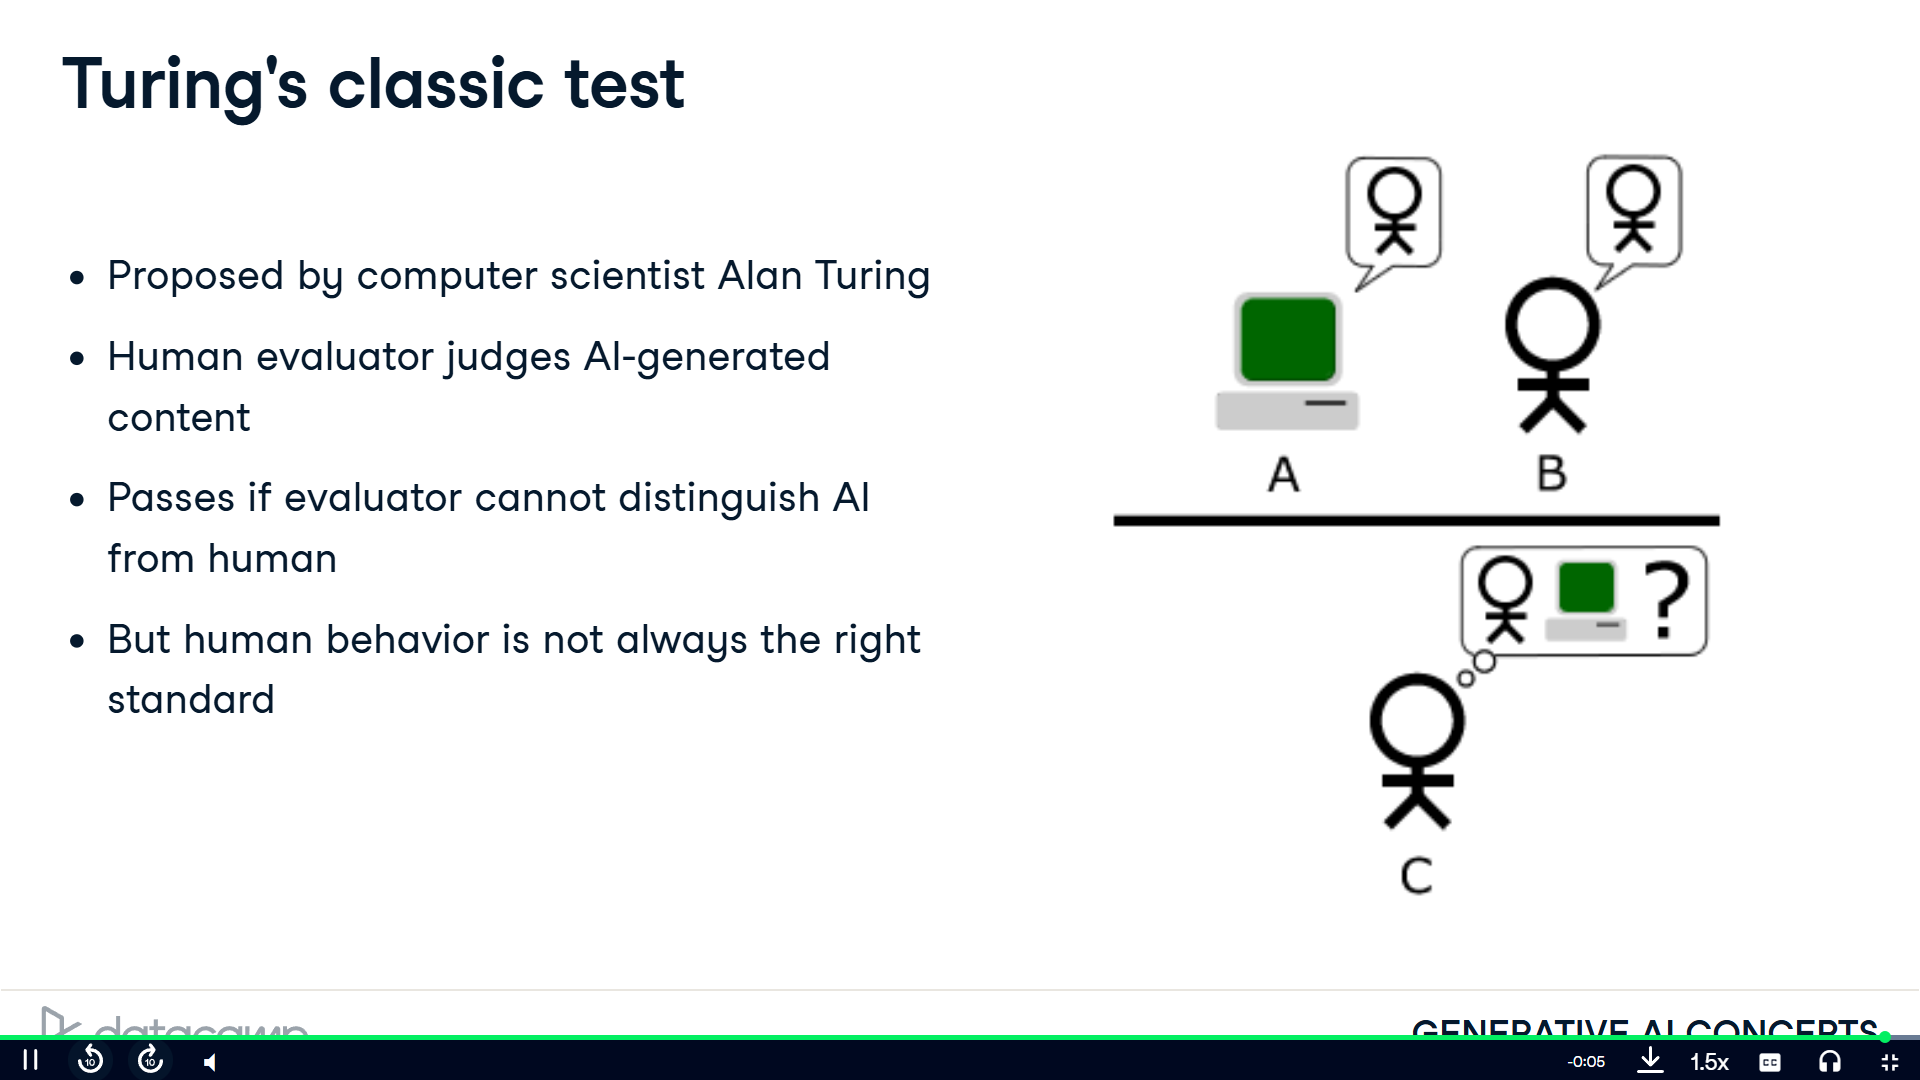 Turing's classic test
• Proposed by computer scientist Alan Turing
• Human evaluator judges AI-generated
content
• Passes if evaluator cannot distinguish AI
from human
• But human behavior is not always the right
standard
A
B
?
C
datacamp
GENERATIVE AI CONCEPTS
10
10
-0:05
1.5x
CC